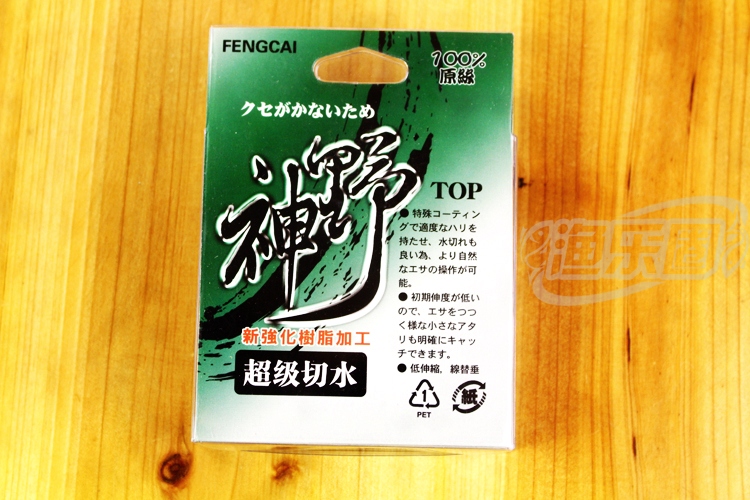 FENGCAI
100%
原絲
クセがかないため
神野
TOP
● 特殊コーティン
グで適度なハリを
持たせ、水切れも
良い為、より自然
なエサの操作が可
能。
● 初期伸度が低い
ので、エサをつつ
く様な小さなアタ
リも明確にキャッ
チできます。
● 低伸縮，線替垂
新強化樹脂加工
超级切水
1
PET
紙
渔乐圈